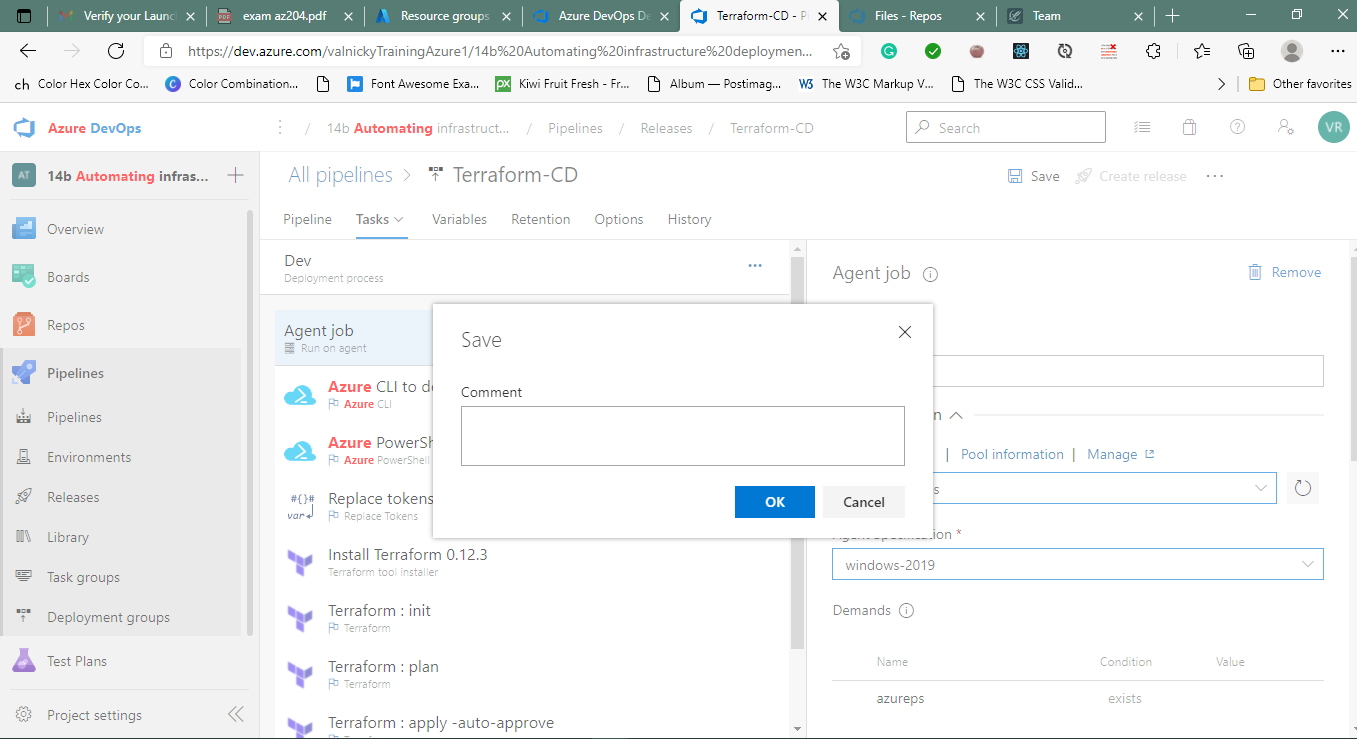 Verify your Launc
exam az204.pdf
Resource groups
Azure DevOps De
Terraform-CD - Pi
Files - Repos
Team
https://dev.azure.com/valnickyTrainingAzure1/14b%20Automating%20infrastructure%20deploymen...
ch Color Hex Color Co...
Color Combination...
Font Awesome Exa...
Kiwi Fruit Fresh - Fr...
Album — Postimag...
The W3C Markup V...
The W3C CSS Valid...
Other favorites
Azure DevOps
/ 14b Automating infrastruct... / Pipelines / Releases / Terraform-CD
Search
VR
AT
14b Automating infras...
All pipelines > Terraform-CD
Save
Create release
Overview
Boards
Repos
Pipelines
Pipelines
Environments
Releases
Library
Task groups
Deployment groups
Test Plans
Project settings
Pipeline
Tasks
Variables
Retention
Options
History
Dev
Deployment process
Agent job
Run on agent
Azure CLI to de
Azure CLI
Azure PowerSh
Azure PowerShell
#{}#
var
Replace tokens
Replace Tokens
Install Terraform 0.12.3
Terraform tool installer
Terraform : init
Terraform
Terraform : plan
Terraform
Terraform : apply -auto-approve
Save
Comment
OK
Cancel
Agent job
Remove
n
| Pool information | Manage
s
Agent Specification *
windows-2019
Demands
Name
Condition
Value
azureps
exists